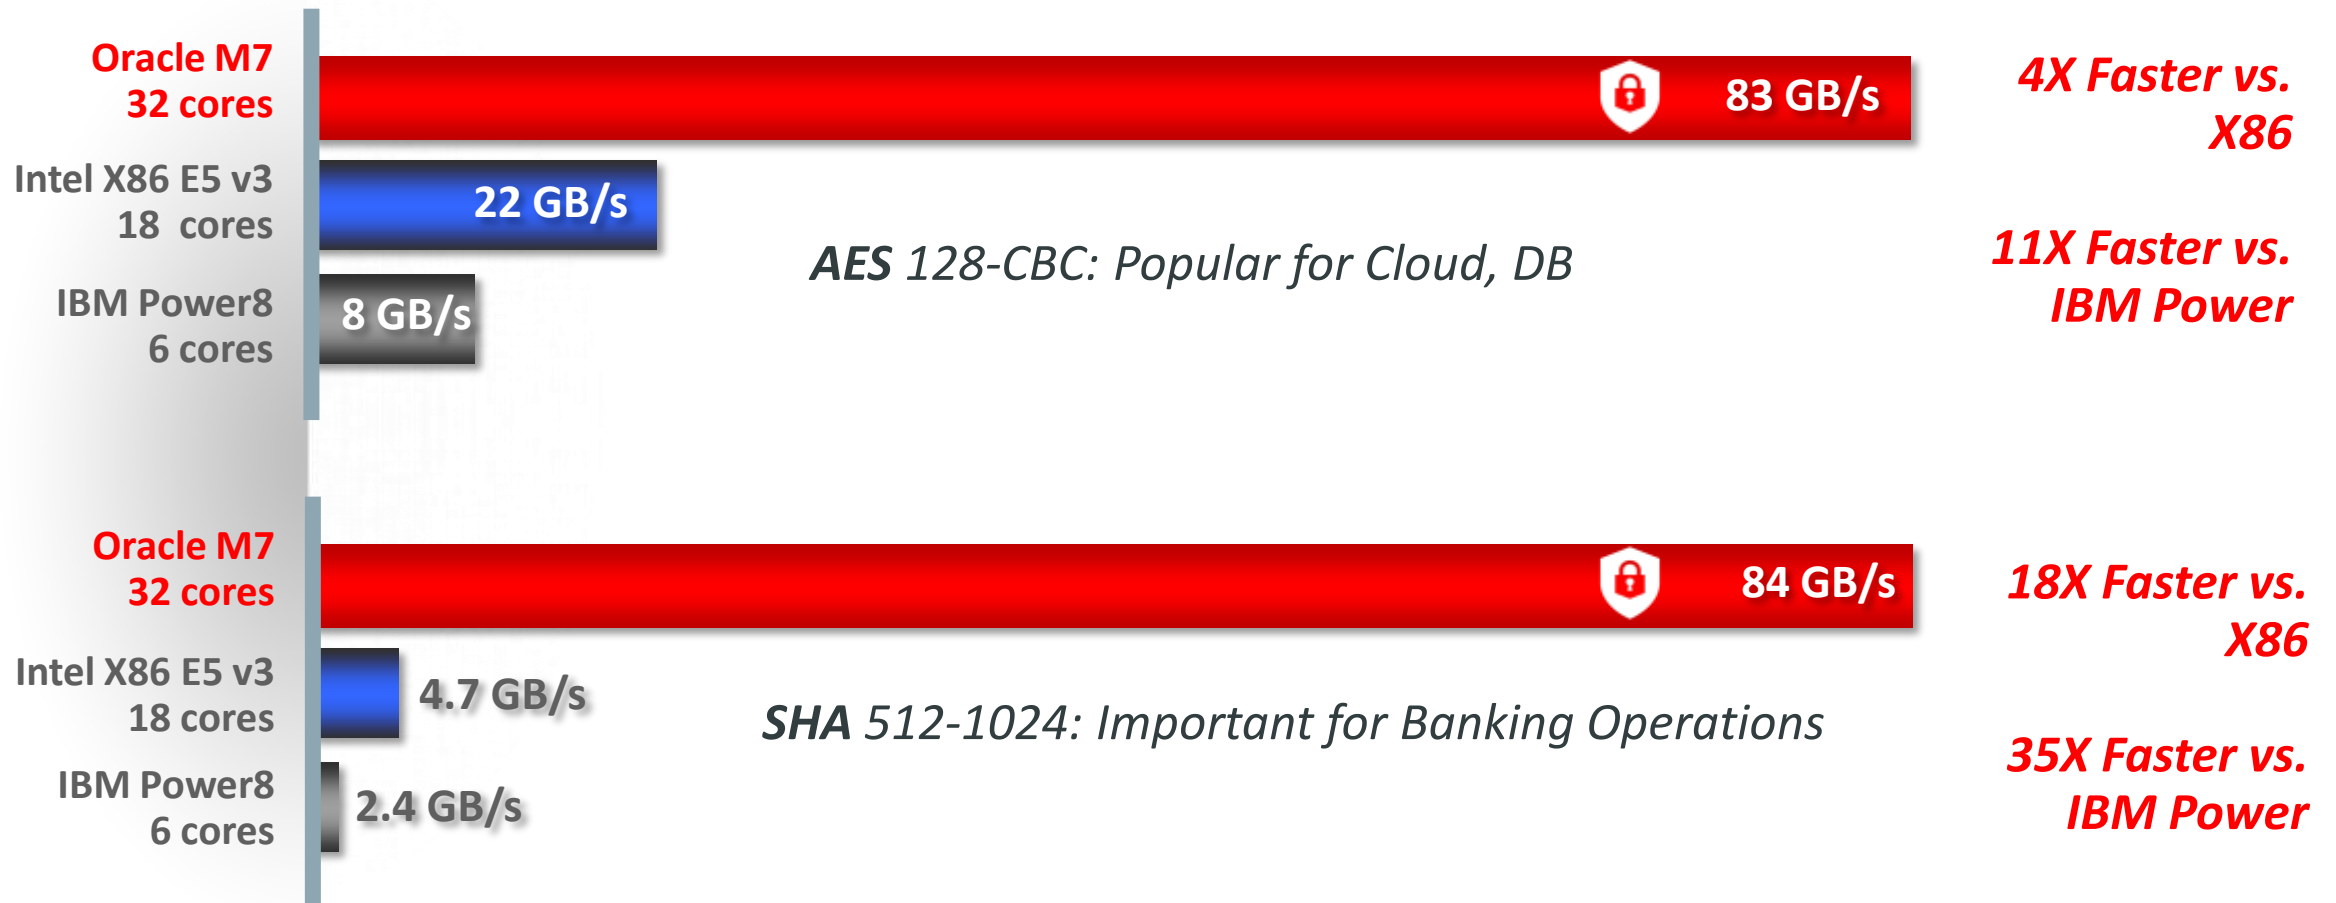 Oracle M7
32 cores
83 GB/s
4X Faster vs.
X86
Intel X86 E5 v3
18 cores
22 GB/s
AES 128-CBC: Popular for Cloud, DB
11X Faster vs.
IBM Power
IBM Power8
6 cores
8 GB/s
Oracle M7
32 cores
84 GB/s
18X Faster vs.
X86
Intel X86 E5 v3
18 cores
4.7 GB/s
SHA 512-1024: Important for Banking Operations
35X Faster vs.
IBM Power
IBM Power8
6 cores
2.4 GB/s